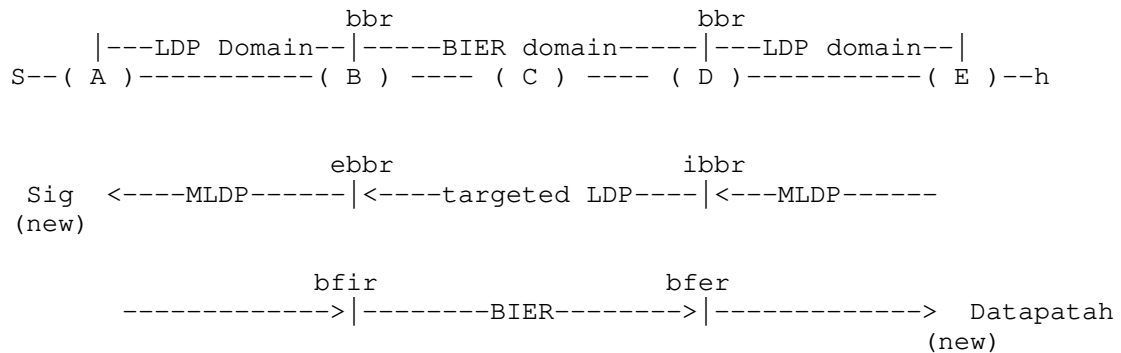 bbr bbr
|---LDP Domain--|-----BIER domain-----|---LDP domain--|
S--( A )-----------( B ) ---- ( C ) ---- ( D )-----------( E )--h
ebbr ibbr
Sig <----MLDP------|<----targeted LDP----|<---MLDP------
(new)
bfir bfer
------------->|--------BIER-------->|-------------> Datapatah
(new)